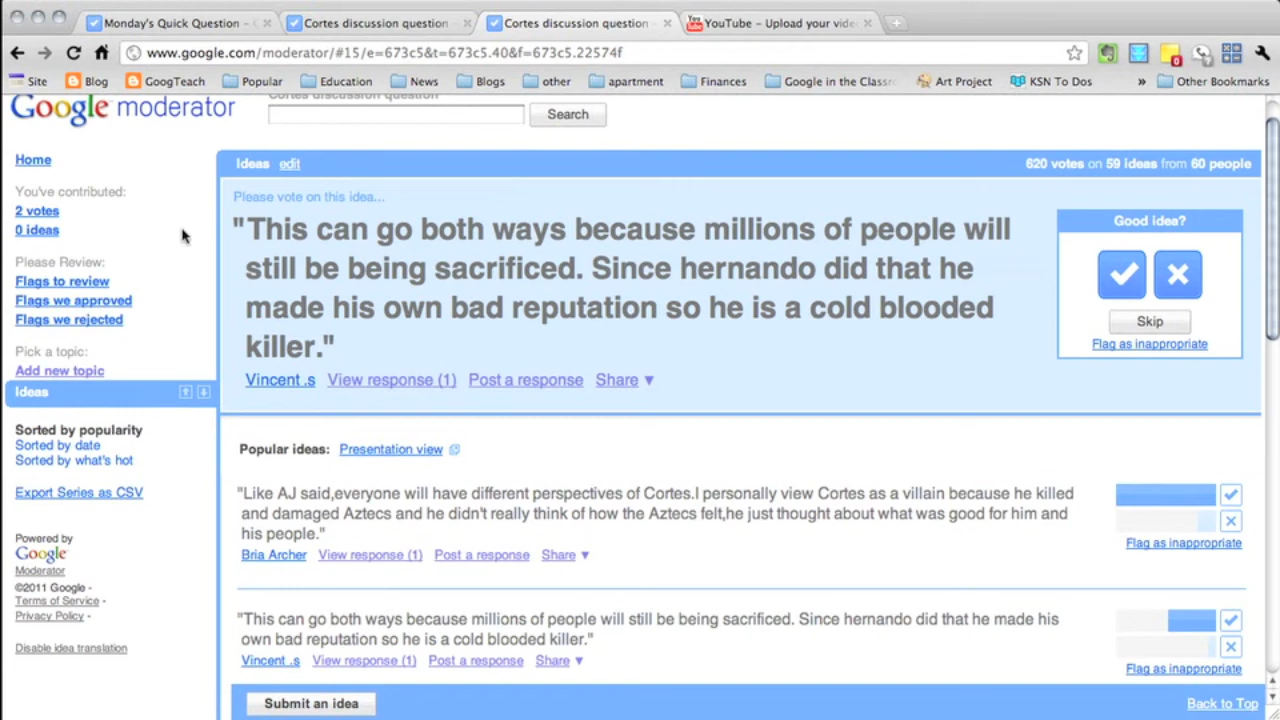 Monday's Quick Question –
Cortes discussion question
Cortes discussion question
YouTube – Upload your vide
www.google.com/moderator/#15/e=673c5&t=673c5.40&f=673c5.22574f
Site
Blog
GoogTeach
Popular
Education
News
Blogs
other
apartment
Finances
Google in the Classr
Art Project
KSN To Dos
»
Other Bookmarks
Google moderator
Cortes discussion question
Search
Home
You've contributed:
2 votes
0 ideas
Please Review:
Flags to review
Flags we approved
Flags we rejected
Pick a topic:
Add new topic
Ideas
Sorted by popularity
Sorted by date
Sorted by what's hot
Export Series as CSV
Powered by
Google
Moderator
©2011 Google -
Terms of Service -
Privacy Policy -
Disable idea translation
Ideas edit
620 votes on 59 ideas from 60 people
Please vote on this idea...
"This can go both ways because millions of people will
still be being sacrificed. Since hernando did that he
made his own bad reputation so he is a cold blooded
killer."
Vincent .s View response (1) Post a response Share ▼
Good idea?
Skip
Flag as inappropriate
Popular ideas: Presentation view
"Like AJ said,everyone will have different perspectives of Cortes.I personally view Cortes as a villain because he killed
and damaged Aztecs and he didn't really think of how the Aztecs felt,he just thought about what was good for him and
his people."
Bria Archer View response (1) Post a response Share ▼
Flag as inappropriate
"This can go both ways because millions of people will still be being sacrificed. Since hernando did that he made his
own bad reputation so he is a cold blooded killer."
Vincent .s View response (1) Post a response Share ▼
Flag as inappropriate
Submit an idea
Back to Top